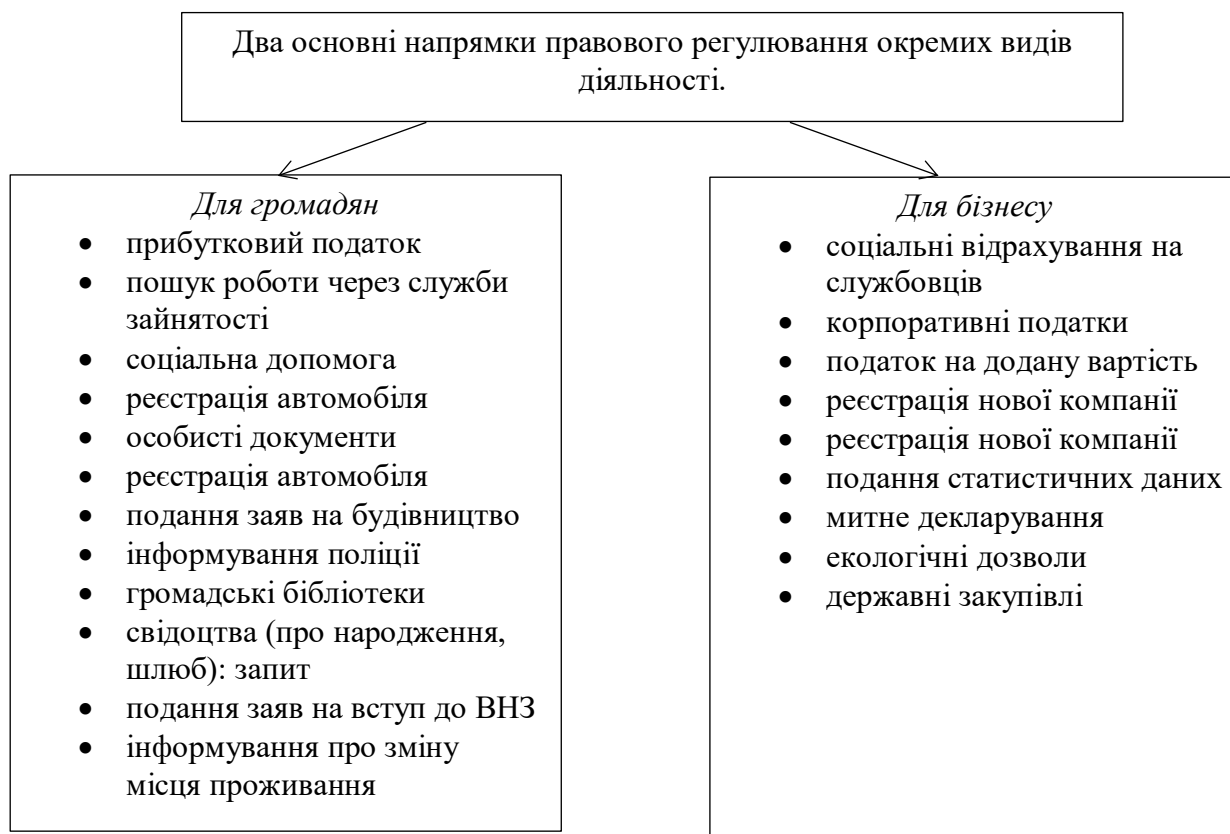 Два основні напрямки правового регулювання окремих видів
діяльності.
Для громадян
• прибутковий податок
• пошук роботи через служби
зайнятості
• соціальна допомога
• реєстрація автомобіля
• особисті документи
• реєстрація автомобіля
• подання заяв на будівництво
• інформування поліції
• громадські бібліотеки
• свідоцтва (про народження,
шлюб): запит
• подання заяв на вступ до ВНЗ
• інформування про зміну
місця проживання
Для бізнесу
• соціальні відрахування на
службовців
• корпоративні податки
• податок на додану вартість
• реєстрація нової компанії
• реєстрація нової компанії
• подання статистичних даних
• митне декларування
• екологічні дозволи
• державні закупівлі